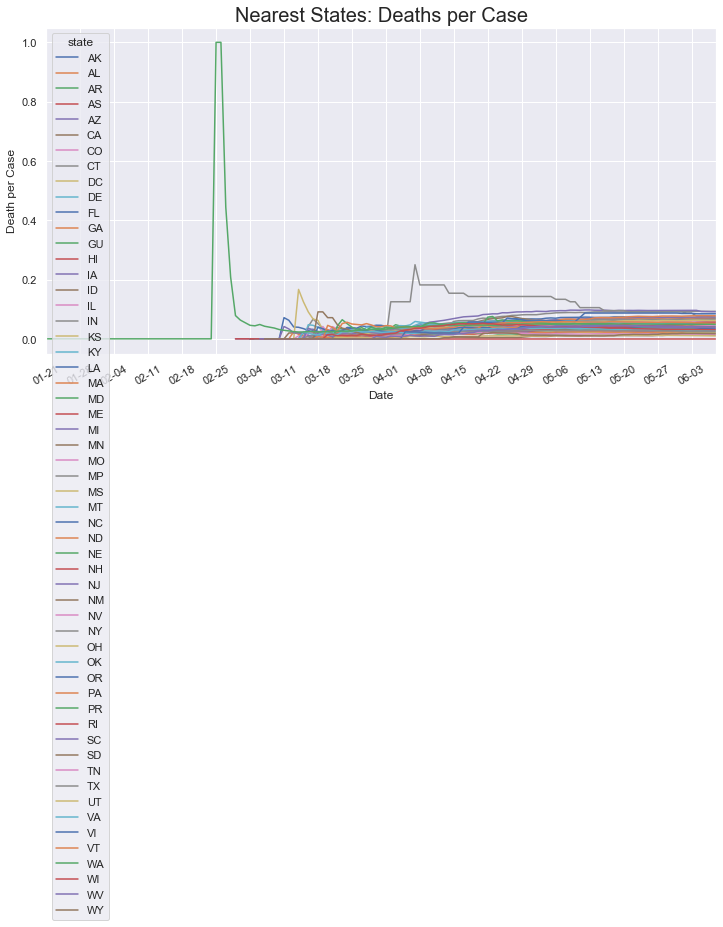 Nearest States: Deaths per Case
state
AK
AL
AR
AS
AZ
CA
CO
CT
DC
DE
FL
GA
GU
HI
IA
ID
IL
IN
KS
KY
LA
MA
MD
ME
MI
MN
MO
MP
MS
MT
NC
ND
NE
NH
NJ
NM
NV
NY
OH
OK
OR
PA
PR
RI
SC
SD
TN
TX
UT
VA
VI
VT
WA
WI
WV
WY
1.0
0.8
0.6
0.4
0.2
0.0
Death per Case
02-04
02-11
02-18
02-25
03-04
03-11
03-18
03-25
04-01
04-08
04-15
04-22
04-29
05-06
05-13
05-20
05-27
06-03
Date